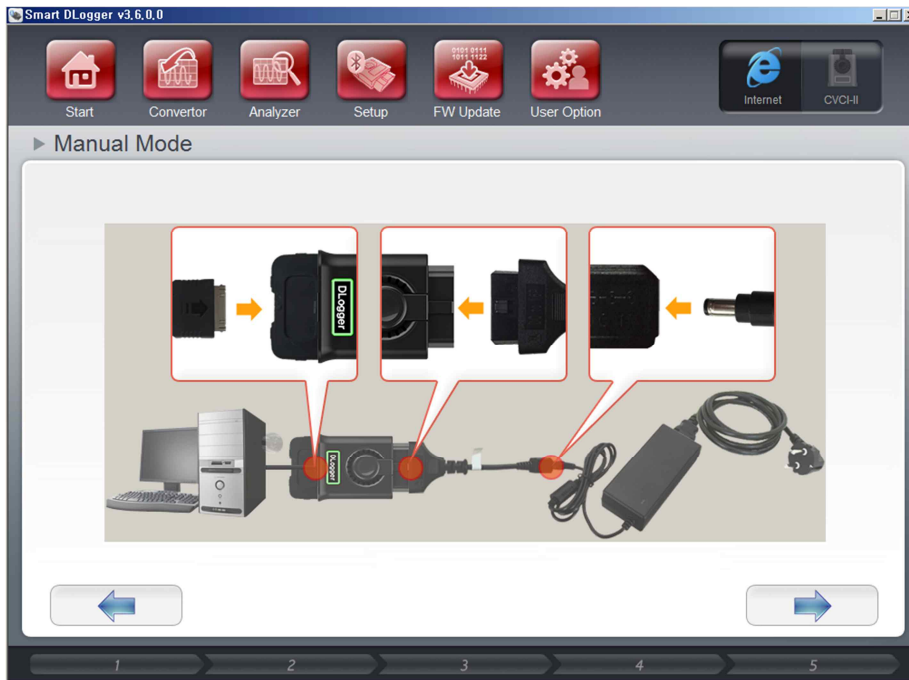 Smart DLogger v3,6,0,0
0101 0111
1011 1122
Start
Convertor
Analyzer
Setup
FW Update
User Option
Internet
CVCI-II
Manual Mode
DLogger
DLogger
1
2
3
4
5